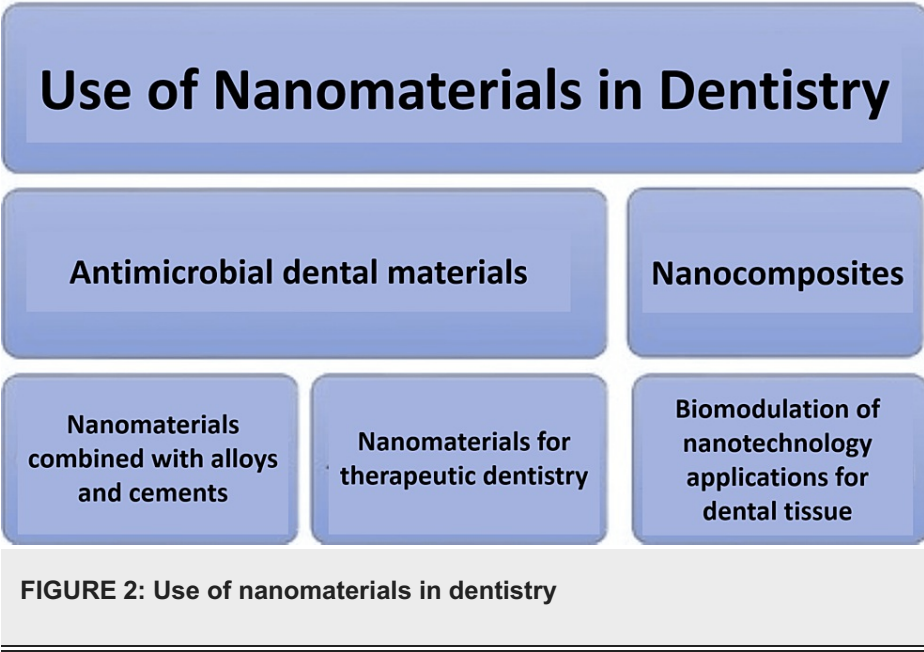 Use of Nanomaterials in Dentistry
Antimicrobial dental materials
Nanocomposites
Nanomaterials
combined with alloys
and cements
Nanomaterials for
therapeutic dentistry
Biomodulation of
nanotechnology
applications for
dental tissue
FIGURE 2: Use of nanomaterials in dentistry